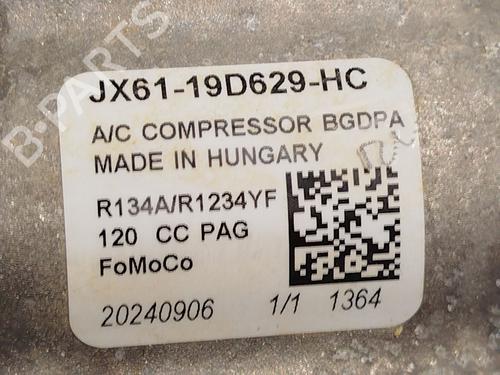 B-PARTS
JX61-19D629-HC
A/C COMPRESSOR BGDPA
MADE IN HUNGARY
R134A/R1234YF
120 CC PAG
FoMoCo
20240906 1/1 1364